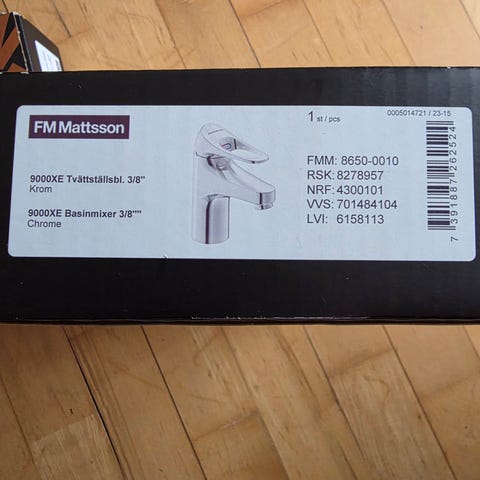 FM Mattsson
1 st / pcs
0005014721 / 23-15
9000XE Tvättställsbl. 3/8"
Krom
9000XE Basinmixer 3/8""
Chrome
FMM: 8650-0010
RSK: 8278957
NRF: 4300101
VVS: 701484104
LVI: 6158113
7 391887 262524